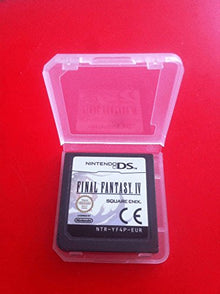 NINTENDO DS
FINAL FANTASY IV
SQUARE ENIX
CE
NTR-YF4P-EUR